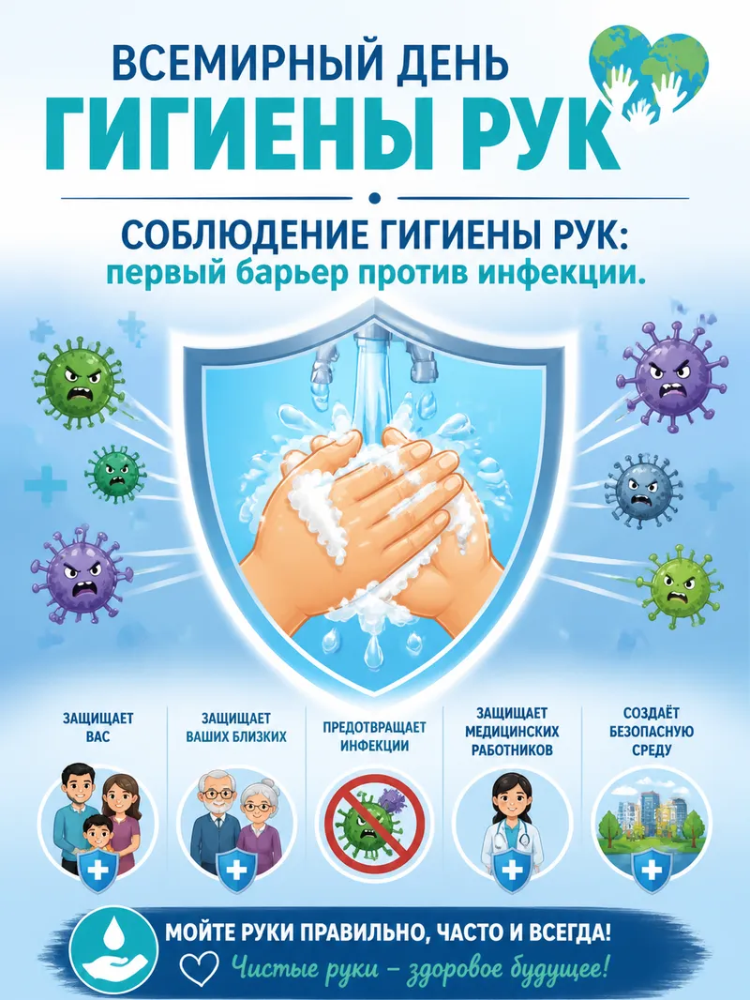 ВСЕМИРНЫЙ ДЕНЬ
ГИГИЕНЫ РУК
СОБЛЮДЕНИЕ ГИГИЕНЫ РУК:
первый барьер против инфекции.
ЗАЩИЩАЕТ
ВАС
ЗАЩИЩАЕТ
ВАШИХ БЛИЗКИХ
ПРЕДОТВРАЩАЕТ
ИНФЕКЦИИ
ЗАЩИЩАЕТ
МЕДИЦИНСКИХ
РАБОТНИКОВ
СОЗДАЁТ
БЕЗОПАСНУЮ
СРЕДУ
МОЙТЕ РУКИ ПРАВИЛЬНО, ЧАСТО И ВСЕГДА!
Чистые руки – здоровое будущее!